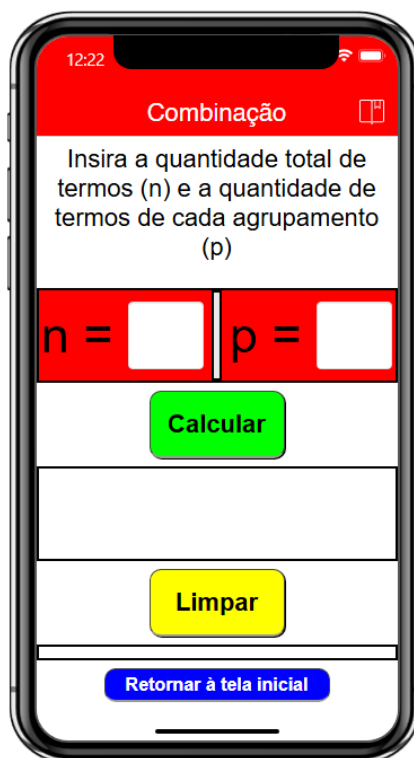 12:22
Combinação
Insira a quantidade total de
termos (n) e a quantidade de
termos de cada agrupamento
(p)
n = p =
Calcular
Limpar
Retornar à tela inicial